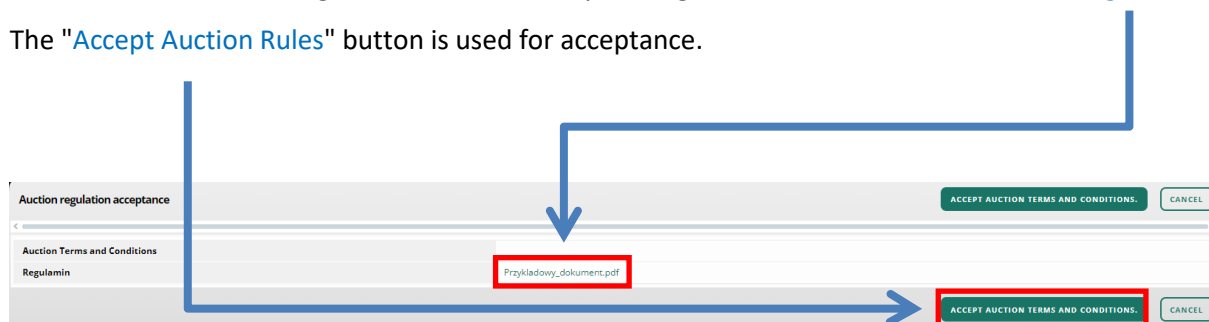 The "Accept Auction Rules" button is used for acceptance.
Auction regulation acceptance
ACCEPT AUCTION TERMS AND CONDITIONS.
CANCEL
Auction Terms and Conditions
Regulamin
Przykladowy_dokument.pdf
ACCEPT AUCTION TERMS AND CONDITIONS.
CANCEL